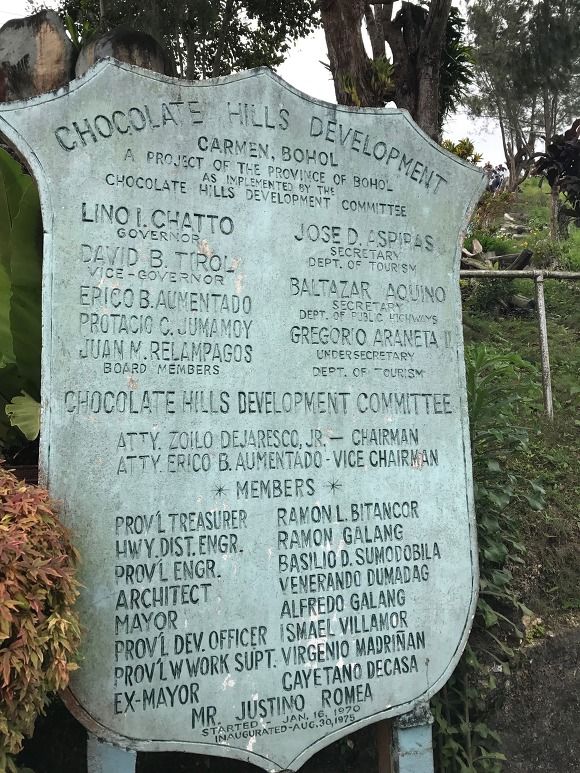 CHOCOLATE HILLS DEVELOPMENT
CARMEN, BOHOL
A PROJECT OF THE PROVINCE OF BOHOL
AS IMPLEMENTED BY THE
CHOCOLATE HILLS DEVELOPMENT COMMITTEE
LINO I. CHATTO
GOVERNOR
DAVID B. TIROL
VICE-GOVERNOR
ERICO B. AUMENTADO
PROTACIO C. JUMAMOY
JUAN M. RELAMPAGOS
BOARD MEMBERS
JOSE D. ASPIRAS
SECRETARY
DEPT. OF TOURISM
BALTAZAR AQUINO
SECRETARY
DEPT. OF PUBLIC HIGHWAYS
GREGORIO ARANETA II
UNDERSECRETARY
DEPT. OF TOURISM
CHOCOLATE HILLS DEVELOPMENT COMMITTEE
ATTY. ZOILO DEJARESCO, JR. — CHAIRMAN
ATTY. ERICO B. AUMENTADO - VICE CHAIRMAN
* MEMBERS *
PROV'L TREASURER RAMON L. BITANCOR
HWY. DIST. ENGR. RAMON GALANG
PROV'L ENGR. BASILIO D. SUMODOBILA
ARCHITECT VENERANDO DUMADAG
MAYOR ALFREDO GALANG
PROV'L DEV. OFFICER ISMAEL VILLAMOR
PROV'L W WORK SUPT. VIRGENIO MADRIÑAN
EX-MAYOR CAYETANO DECASA
MR. JUSTINO ROMEA
STARTED - JAN. 16, 1970
INAUGURATED - AUG. 30, 1975